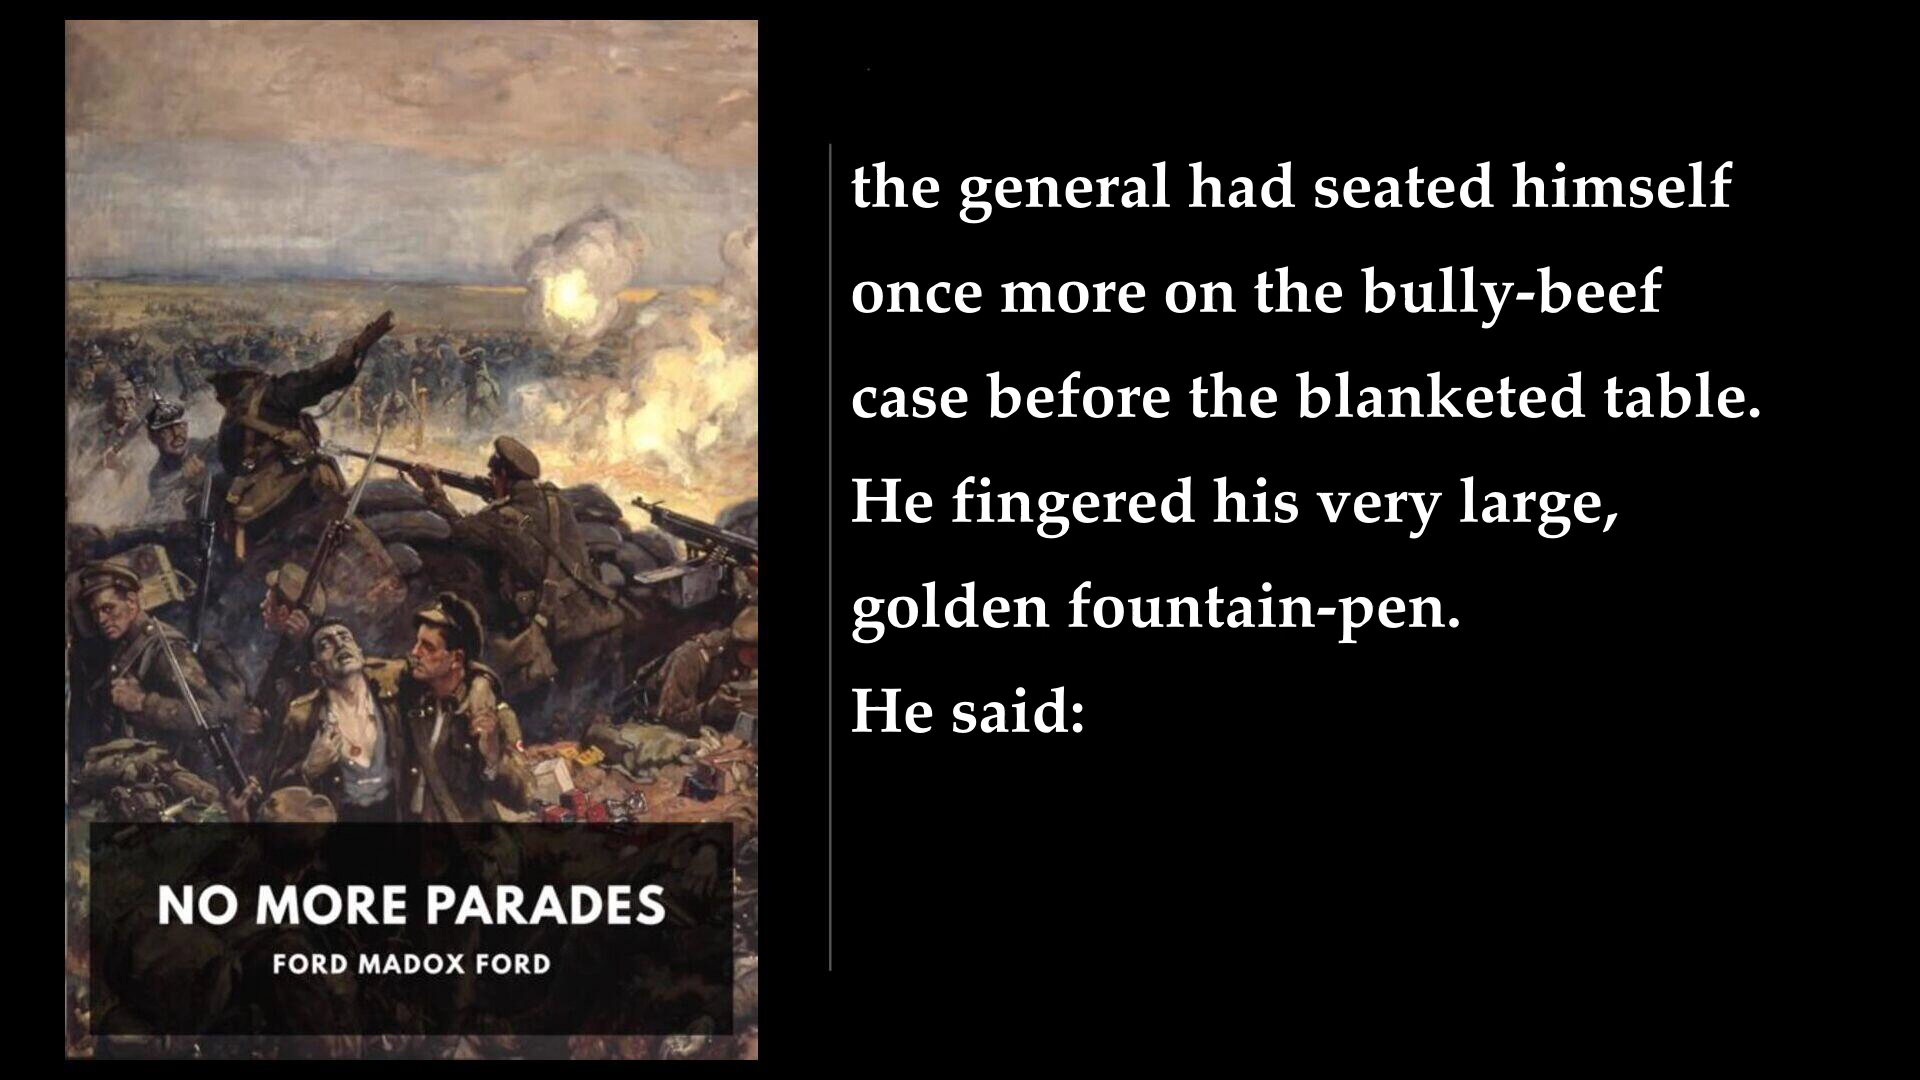 the general had seated himself
once more on the bully-beef
case before the blanketed table.
He fingered his very large,
golden fountain-pen.
He said:
NO MORE PARADES
FORD MADOX FORD